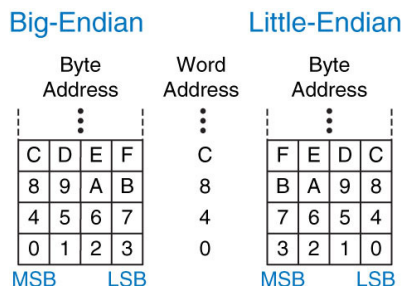 Big-Endian Little-Endian
Byte Address Word Address Byte Address
C D E F C F E D C
8 9 A B 8 B A 9 8
4 5 6 7 4 7 6 5 4
0 1 2 3 0 3 2 1 0
MSB LSB MSB LSB